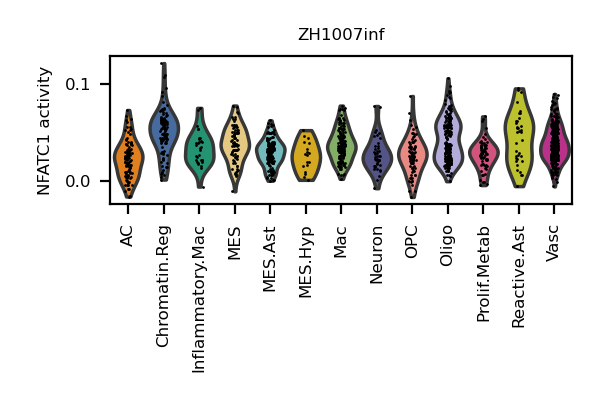 ZH1007inf
NFATC1 activity
0.1
0.0
AC
Chromatin.Reg
Inflammatory.Mac
MES
MES.Ast
MES.Hyp
Mac
Neuron
OPC
Oligo
Prolif.Metab
Reactive.Ast
Vasc